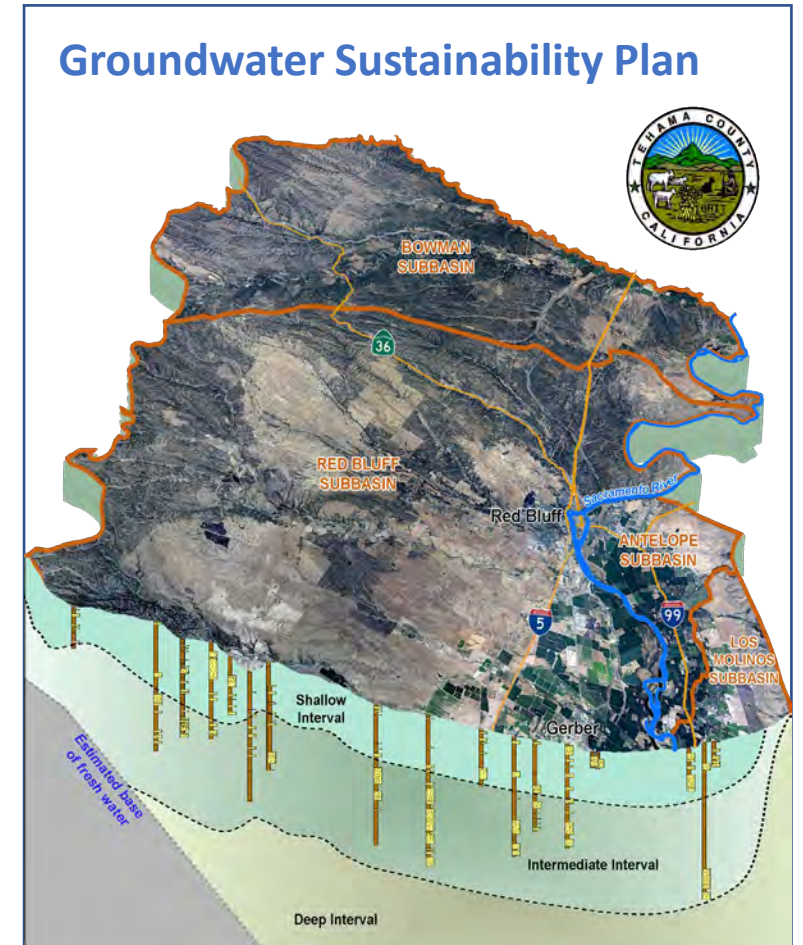 Groundwater Sustainability Plan
TEHAMA COUNTY
CALIFORNIA
BOWMAN
SUBBASIN
36
RED BLUFF
SUBBASIN
Sacramento River
Red Bluff
ANTELOPE
SUBBASIN
5
99
LOS
MOLINOS
SUBBASIN
Shallow
Interval
Gerber
Estimated base
of fresh water
Intermediate Interval
Deep Interval